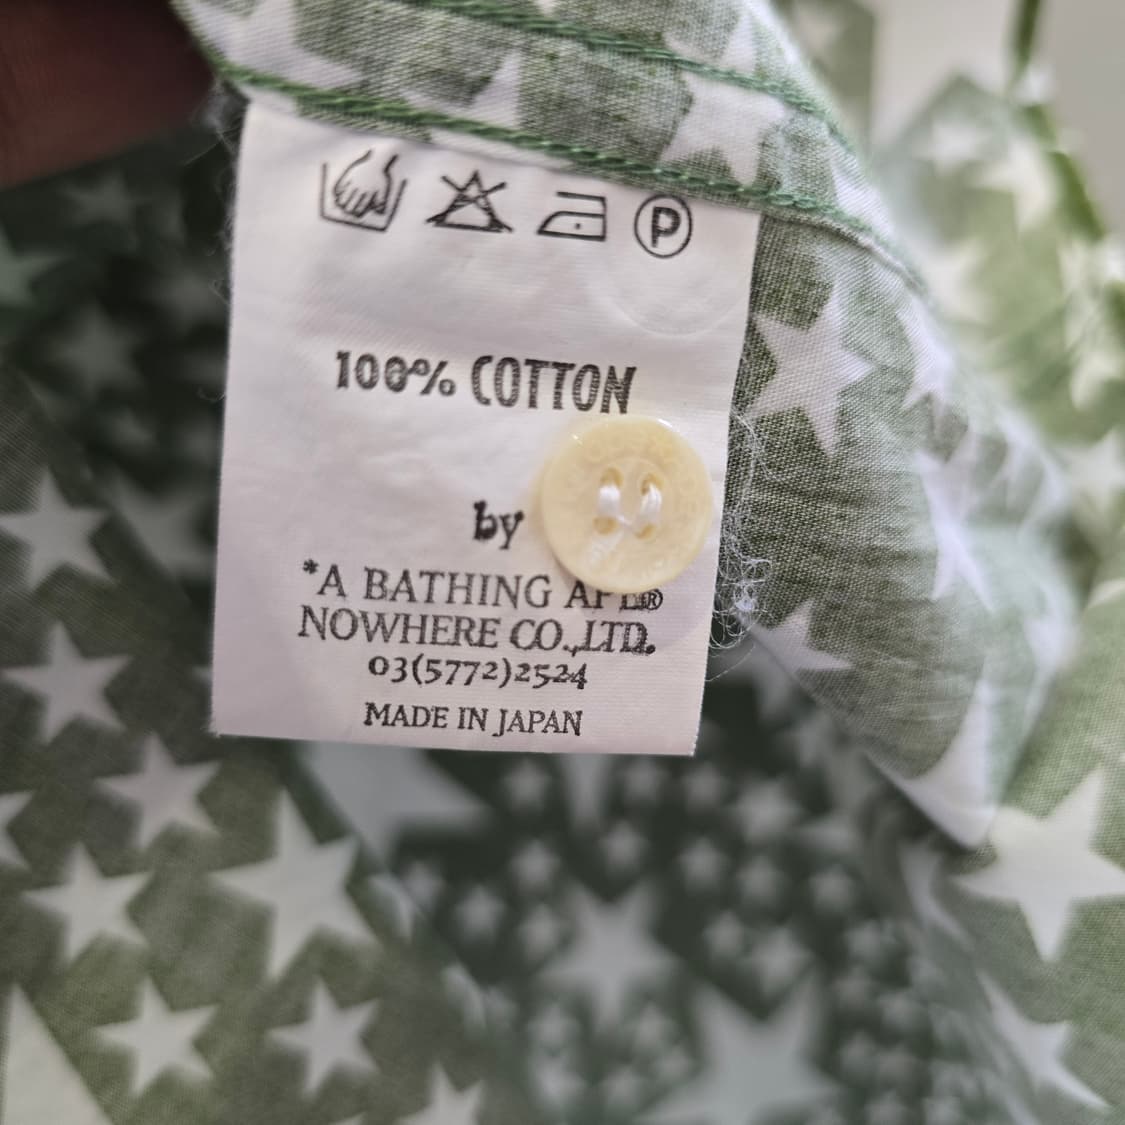 P
100% COTTON
by
*A BATHING APE®
NOWHERE CO.,LTD.
03(5772)2524
MADE IN JAPAN